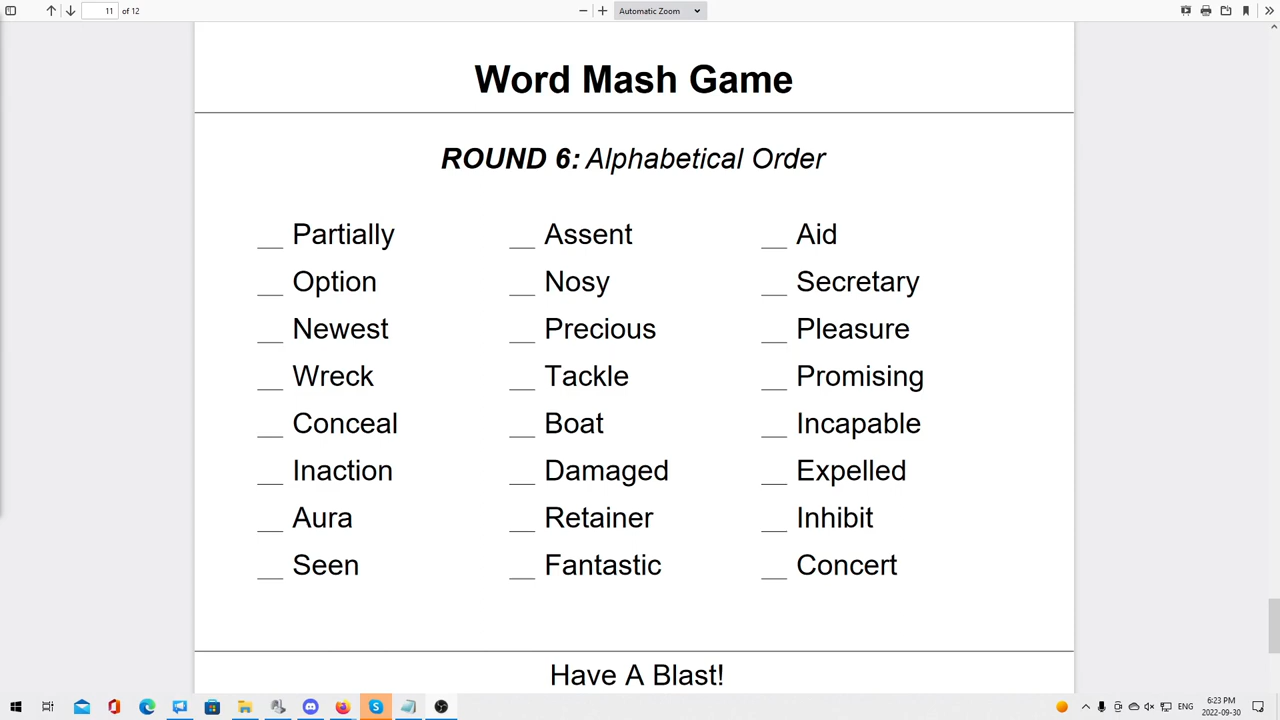 11 of 12
Automatic Zoom
Word Mash Game
ROUND 6: Alphabetical Order
__ Partially __ Assent __ Aid
__ Option __ Nosy __ Secretary
__ Newest __ Precious __ Pleasure
__ Wreck __ Tackle __ Promising
__ Conceal __ Boat __ Incapable
__ Inaction __ Damaged __ Expelled
__ Aura __ Retainer __ Inhibit
__ Seen __ Fantastic __ Concert
Have A Blast!
ENG
6:23 PM
2022-09-30